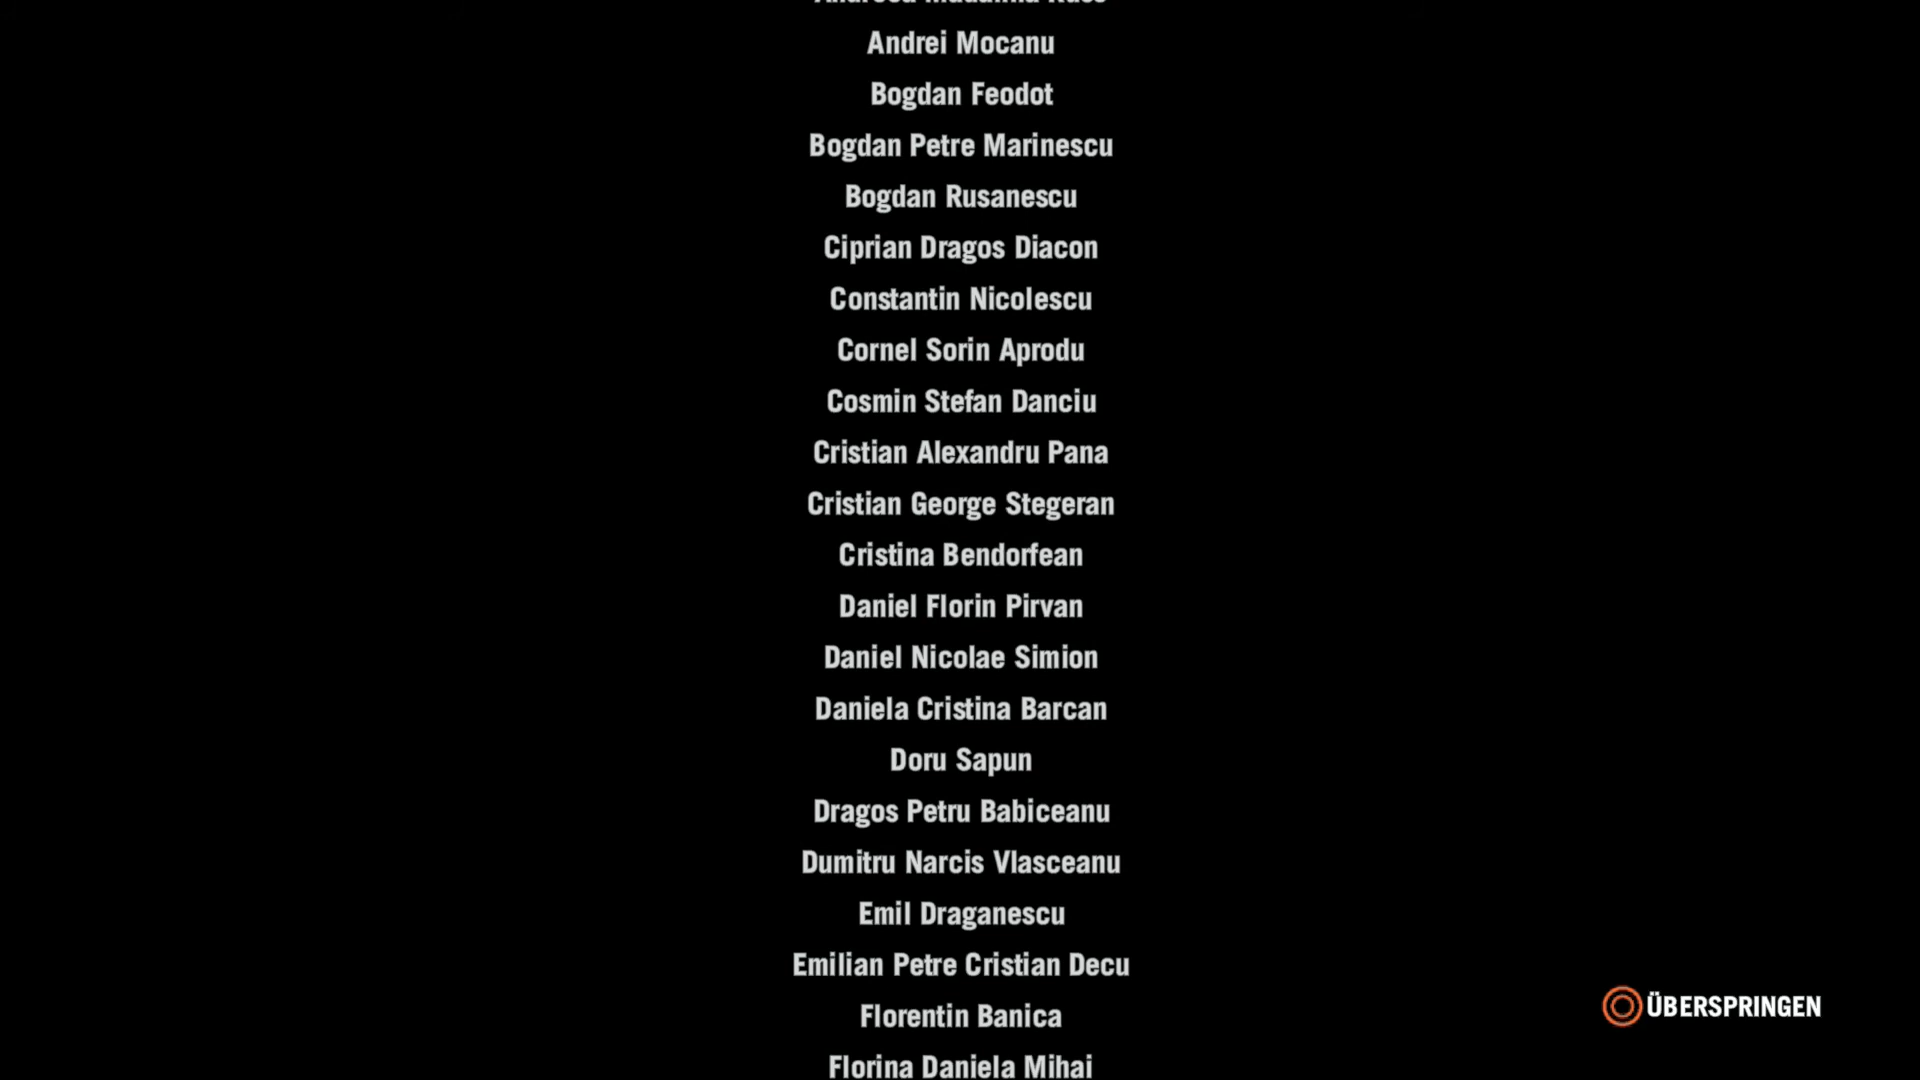 Andrei Mocanu
Bogdan Feodot
Bogdan Petre Marinescu
Bogdan Rusanescu
Ciprian Dragos Diacon
Constantin Nicolescu
Cornel Sorin Aprodu
Cosmin Stefan Danciu
Cristian Alexandru Pana
Cristian George Stegeran
Cristina Bendorfean
Daniel Florin Pirvan
Daniel Nicolae Simion
Daniela Cristina Barcan
Doru Sapun
Dragos Petru Babiceanu
Dumitru Narcis Vlasceanu
Emil Draganescu
Emilian Petre Cristian Decu
Florentin Banica
Florina Daniela Mihai
ÜBERSPRINGEN